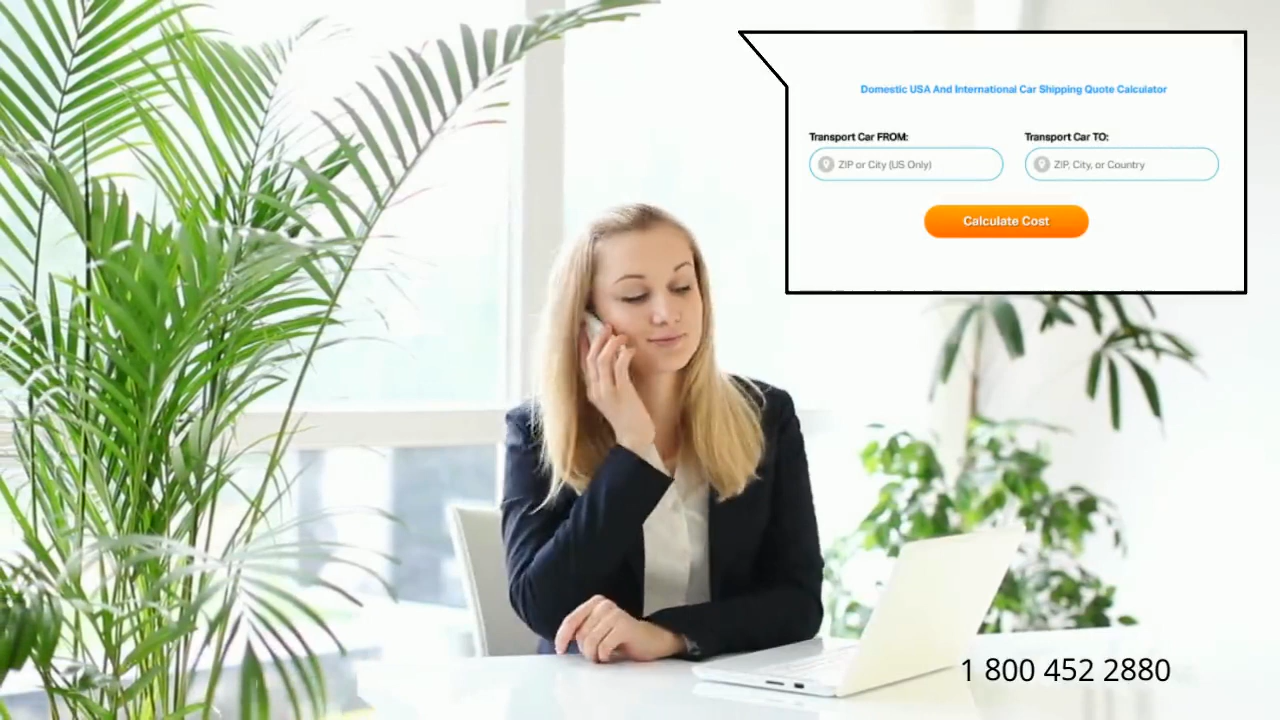 Domestic USA And International Car Shipping Quote Calculator
Transport Car FROM: Transport Car TO:
ZIP or City (US Only) ZIP, City, or Country
Calculate Cost
1 800 452 2880